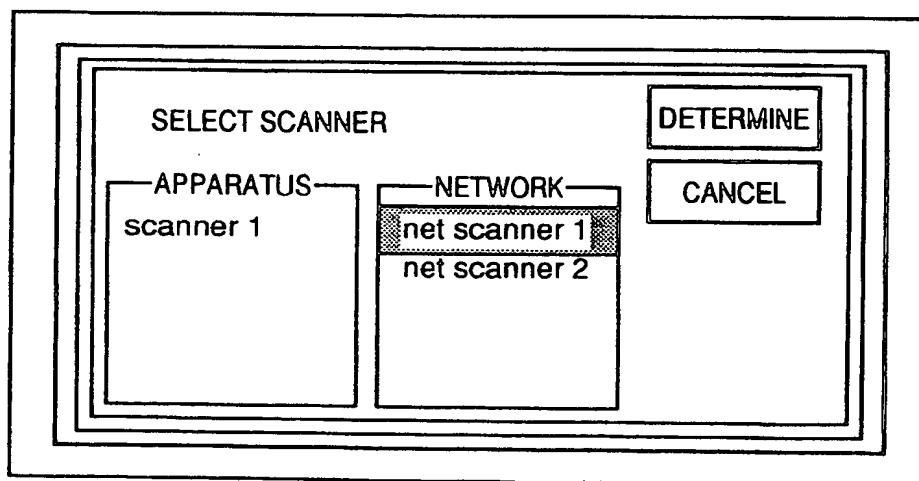 SELECT SCANNER
DETERMINE
CANCEL
APPARATUS
scanner 1
NETWORK
net scanner 1
net scanner 2